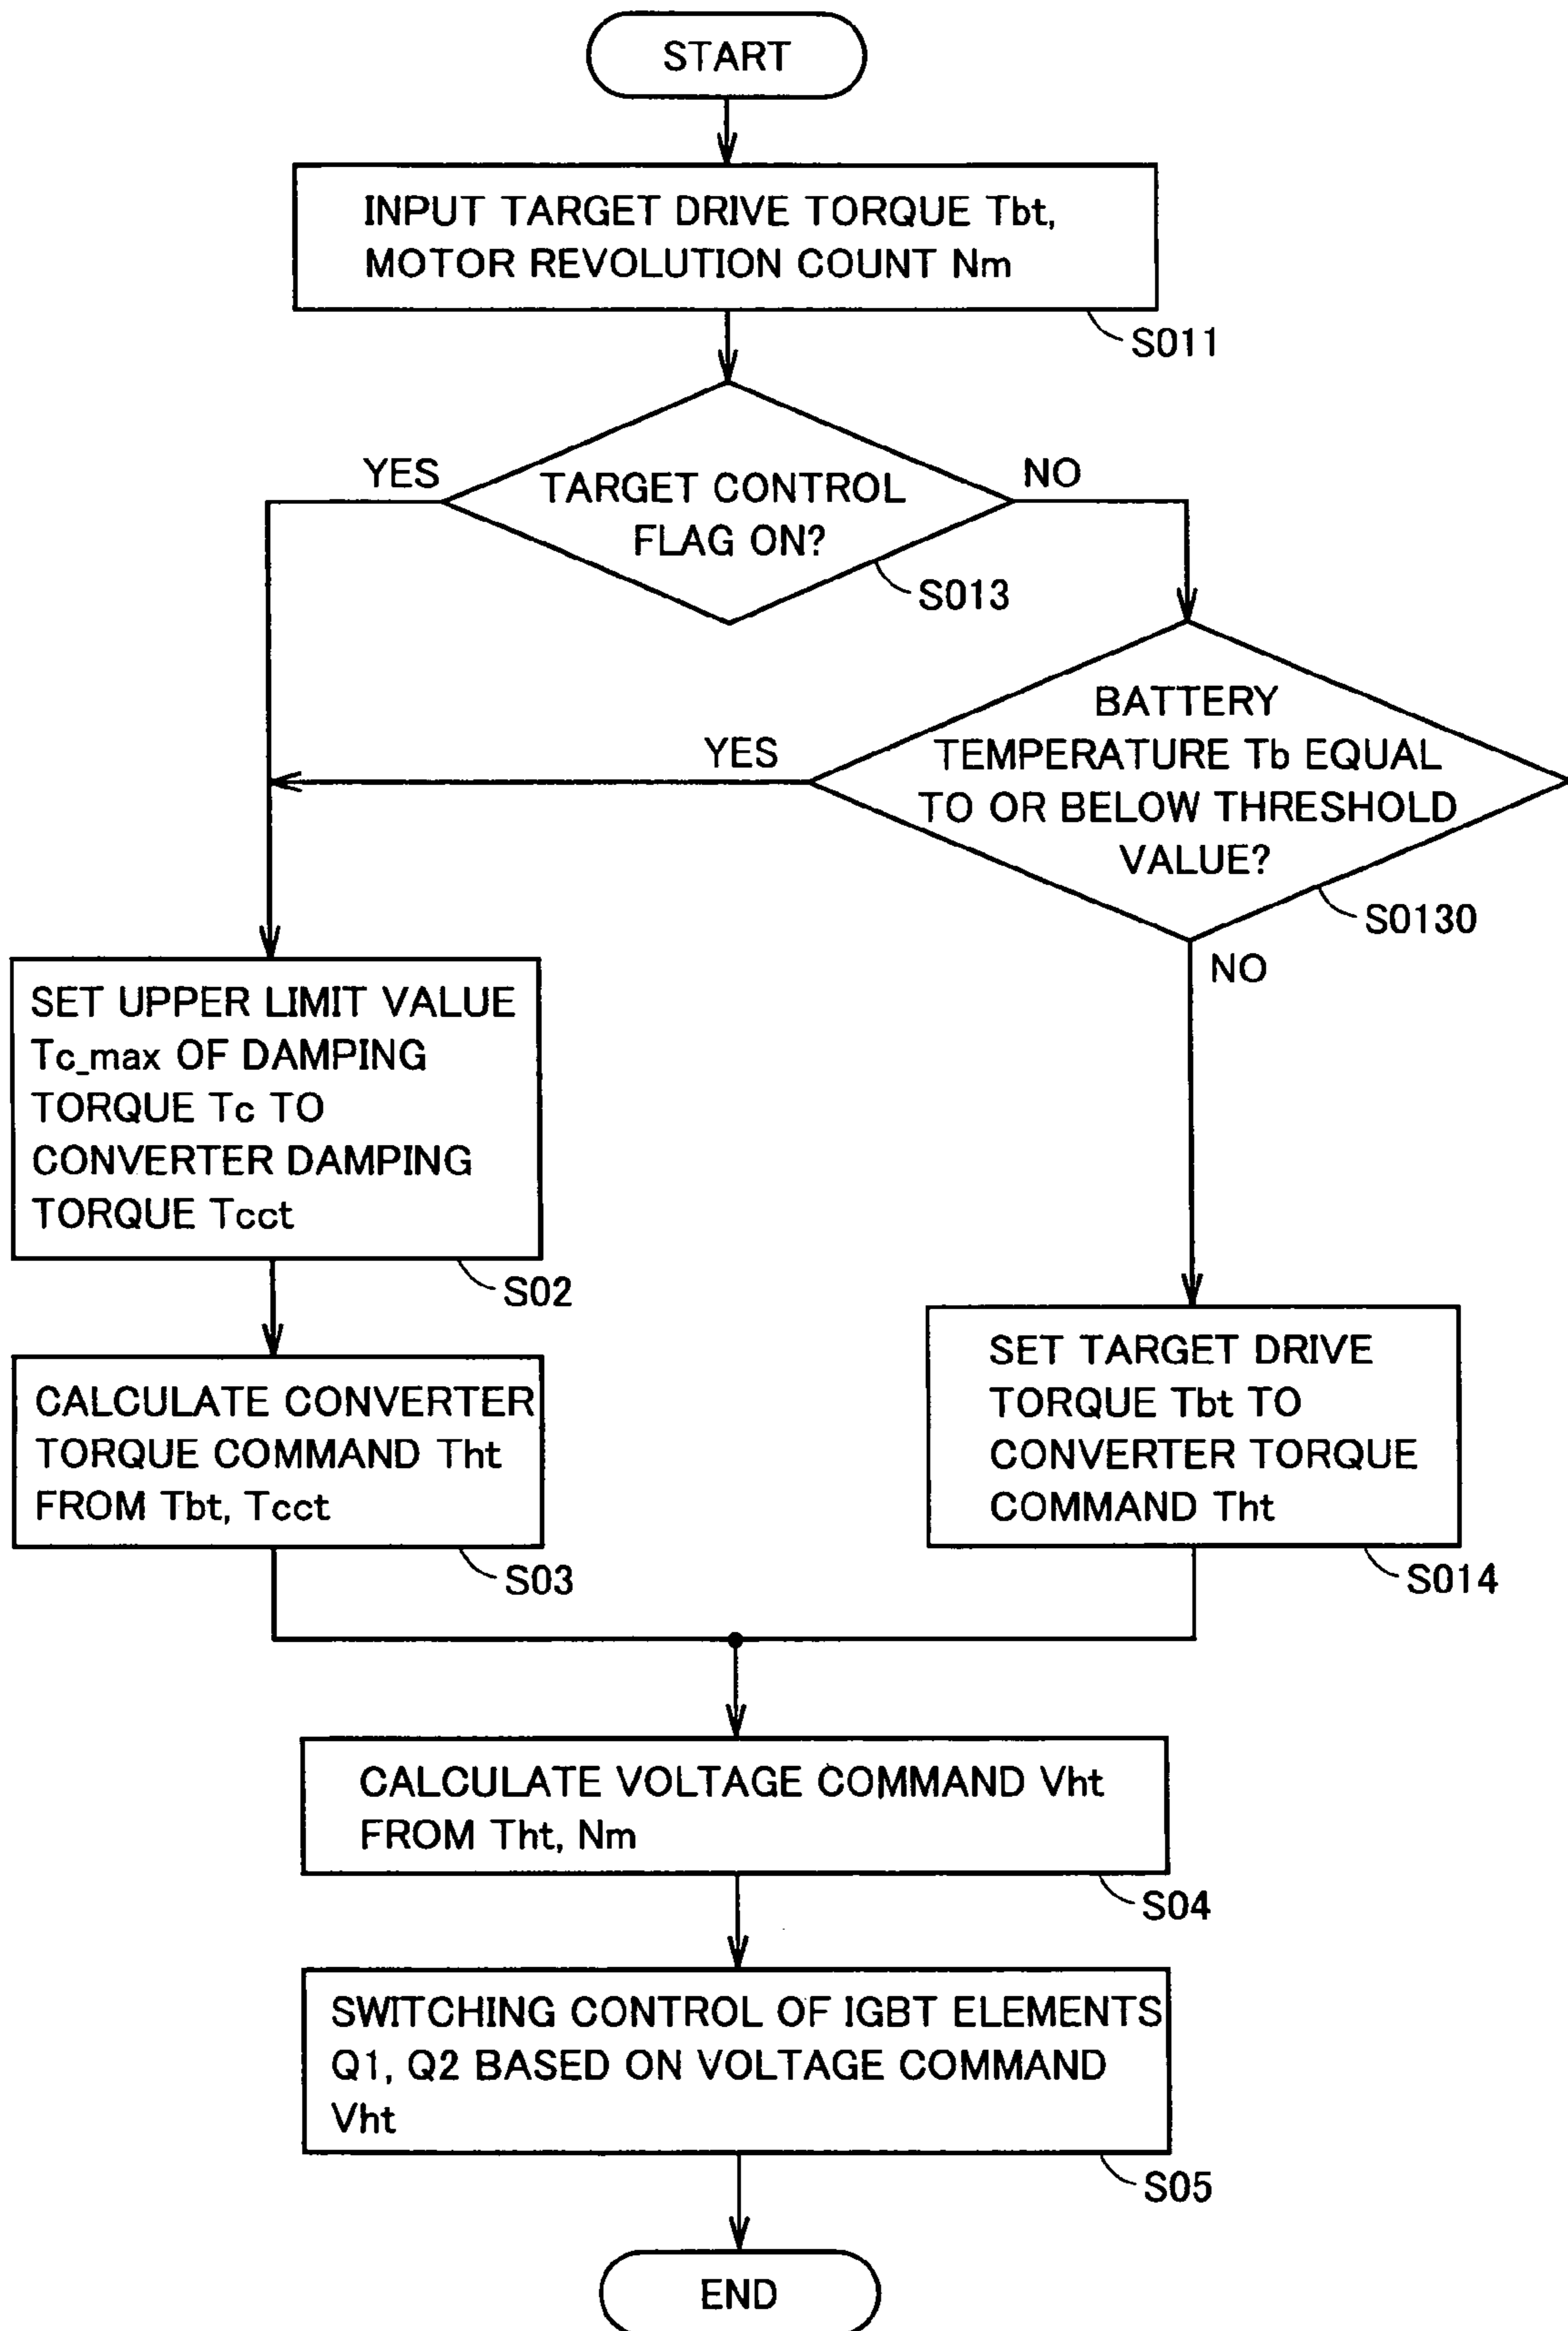 START
INPUT TARGET DRIVE TORQUE Tbt,
MOTOR REVOLUTION COUNT Nm
S011
YES
NO
TARGET CONTROL
FLAG ON?
S013
BATTERY
TEMPERATURE Tb EQUAL
TO OR BELOW THRESHOLD
VALUE?
YES
S0130
NO
SET UPPER LIMIT VALUE
Tc_max OF DAMPING
TORQUE Tc TO
CONVERTER DAMPING
TORQUE Tcct
S02
CALCULATE CONVERTER
TORQUE COMMAND Tht
FROM Tbt, Tcct
S03
SET TARGET DRIVE
TORQUE Tbt TO
CONVERTER TORQUE
COMMAND Tht
S014
CALCULATE VOLTAGE COMMAND Vht
FROM Tht, Nm
S04
SWITCHING CONTROL OF IGBT ELEMENTS
Q1, Q2 BASED ON VOLTAGE COMMAND
Vht
S05
END